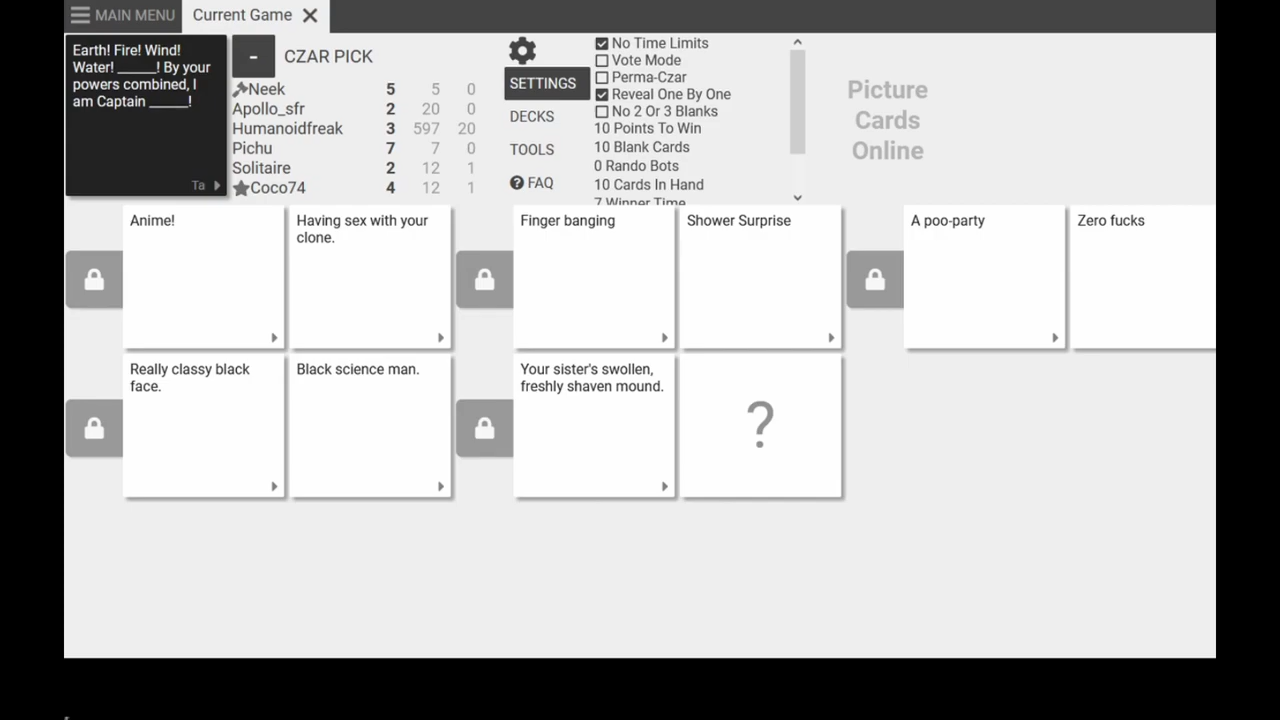 MAIN MENU
Current Game
Earth! Fire! Wind!
Water! ______! By your
powers combined, I
am Captain ______!
Ta
-
CZAR PICK
Neek 5 5 0
Apollo_sfr 2 20 0
Humanoidfreak 3 597 20
Pichu 7 7 0
Solitaire 2 12 1
Coco74 4 12 1
SETTINGS
DECKS
TOOLS
FAQ
No Time Limits
Vote Mode
Perma-Czar
Reveal One By One
No 2 Or 3 Blanks
10 Points To Win
10 Blank Cards
0 Rando Bots
10 Cards In Hand
7 Winner Time
Picture
Cards
Online
Anime!
Having sex with your
clone.
Finger banging
Shower Surprise
A poo-party
Zero fucks
Really classy black
face.
Black science man.
Your sister's swollen,
freshly shaven mound.
?